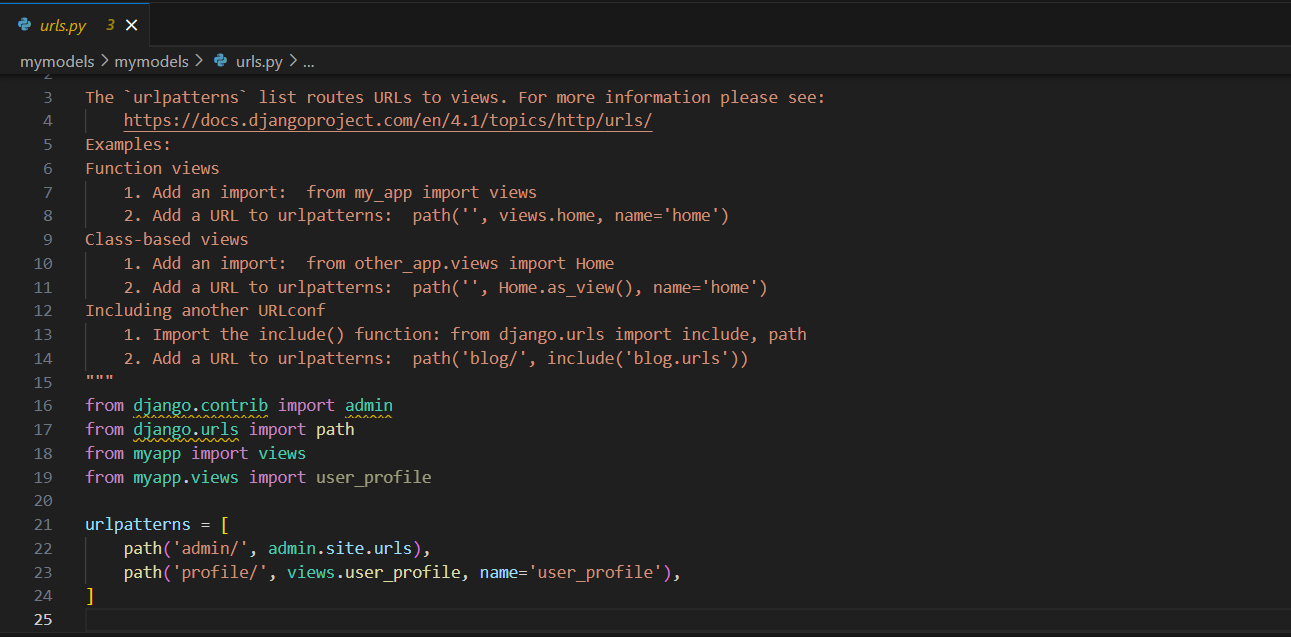 urls.py 3
mymodels > mymodels > urls.py > ...
2
3 The `urlpatterns` list routes URLs to views. For more information please see:
4     https://docs.djangoproject.com/en/4.1/topics/http/urls/
5 Examples:
6 Function views
7     1. Add an import:  from my_app import views
8     2. Add a URL to urlpatterns:  path('', views.home, name='home')
9 Class-based views
10     1. Add an import:  from other_app.views import Home
11     2. Add a URL to urlpatterns:  path('', Home.as_view(), name='home')
12 Including another URLconf
13     1. Import the include() function: from django.urls import include, path
14     2. Add a URL to urlpatterns:  path('blog/', include('blog.urls'))
15 """
16 from django.contrib import admin
17 from django.urls import path
18 from myapp import views
19 from myapp.views import user_profile
20
21 urlpatterns = [
22     path('admin/', admin.site.urls),
23     path('profile/', views.user_profile, name='user_profile'),
24 ]
25